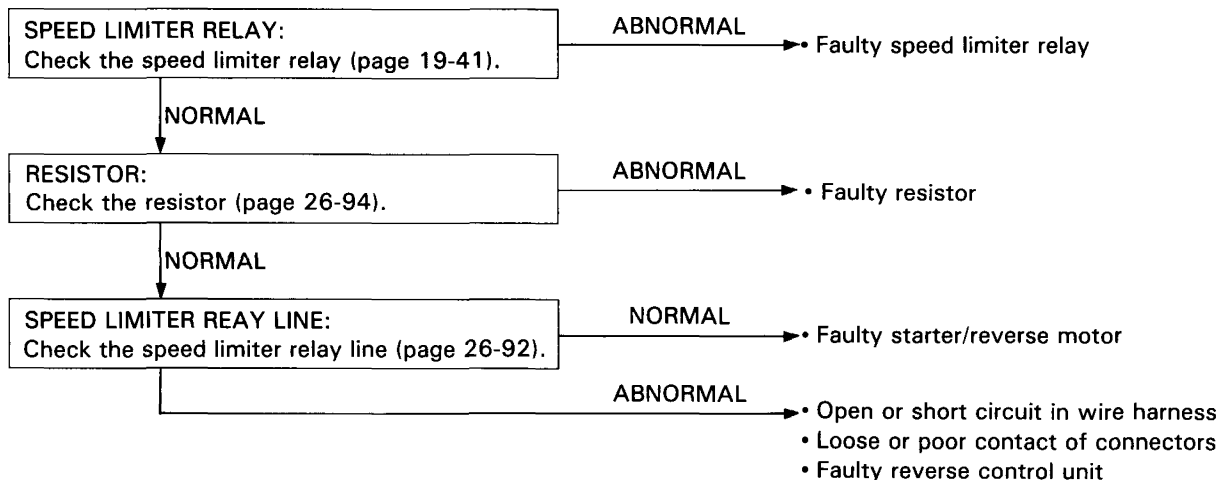 SPEED LIMITER RELAY:
Check the speed limiter relay (page 19-41).
ABNORMAL
• Faulty speed limiter relay
NORMAL
RESISTOR:
Check the resistor (page 26-94).
ABNORMAL
• Faulty resistor
NORMAL
SPEED LIMITER REAY LINE:
Check the speed limiter relay line (page 26-92).
NORMAL
• Faulty starter/reverse motor
ABNORMAL
• Open or short circuit in wire harness
• Loose or poor contact of connectors
• Faulty reverse control unit